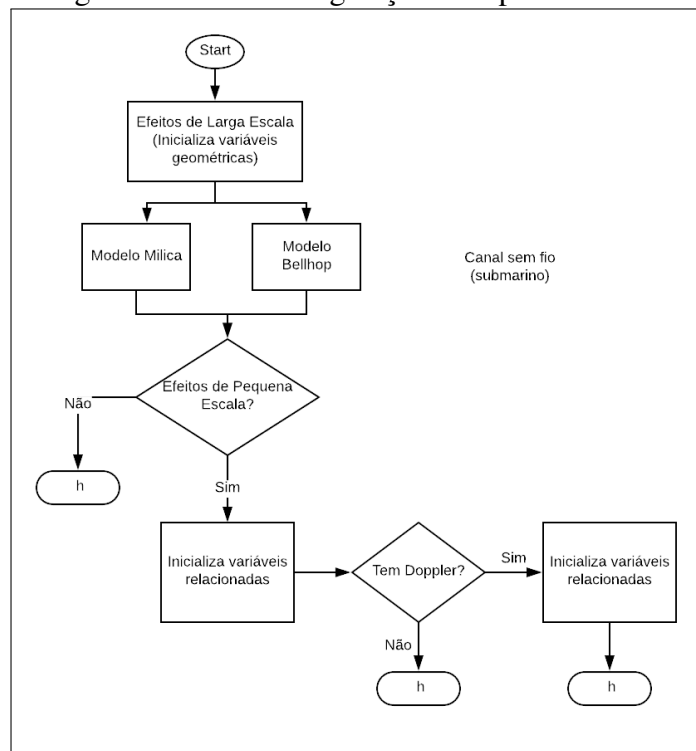 Start
Efeitos de Larga Escala
(Inicializa variáveis
geométricas)
Modelo Milica
Modelo
Bellhop
Canal sem fio
(submarino)
Efeitos de Pequena
Escala?
Não
h
Sim
Inicializa variáveis
relacionadas
Tem Doppler?
Sim
Inicializa variáveis
relacionadas
Não
h
h